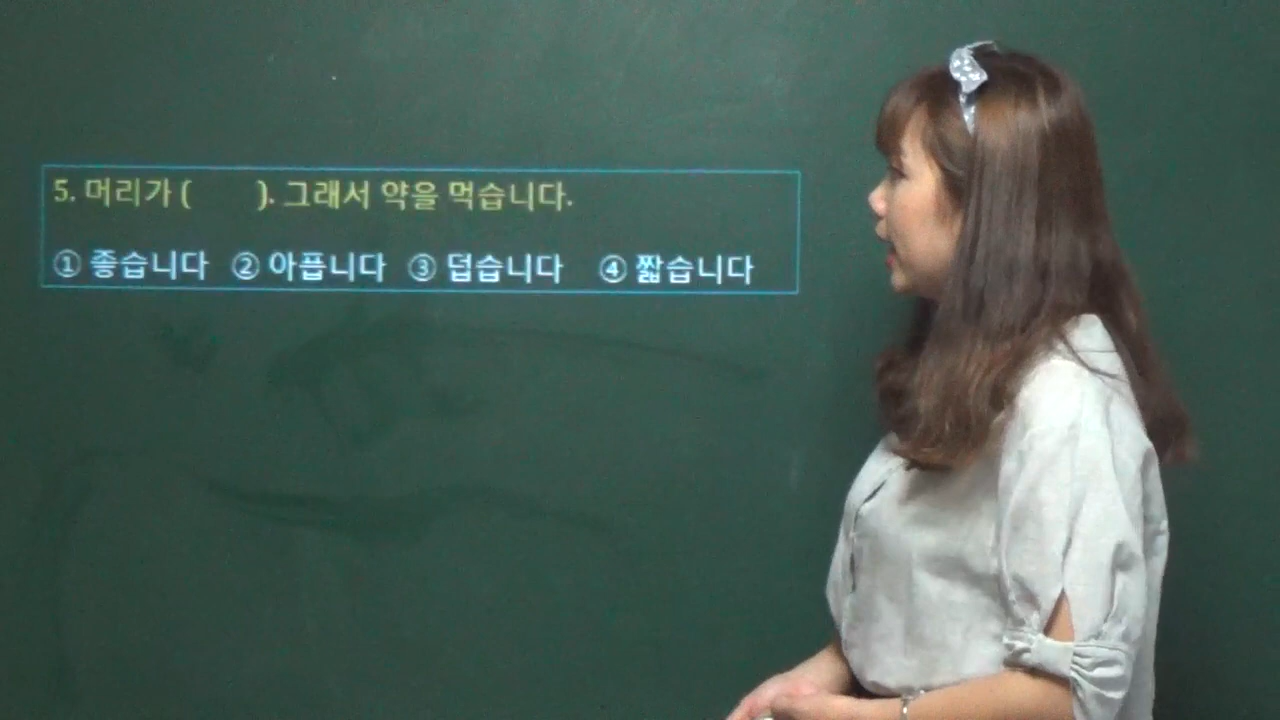 5. 머리가 (        ). 그래서 약을 먹습니다.
① 좋습니다 ② 아픕니다 ③ 덥습니다 ④ 짧습니다